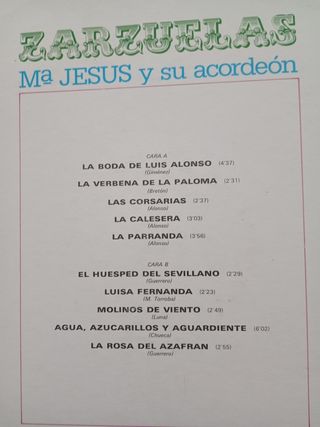 ZARZUELAS
Mª JESUS y su acordeón
CARA A
LA BODA DE LUIS ALONSO (4'37)
(Giménez)
LA VERBENA DE LA PALOMA (2'31)
(Bretón)
LAS CORSARIAS (2'37)
(Alonso)
LA CALESERA (3'03)
(Alonso)
LA PARRANDA (3'56)
(Alonso)
CARA B
EL HUESPED DEL SEVILLANO (2'29)
(Guerrero)
LUISA FERNANDA (2'23)
(M. Torroba)
MOLINOS DE VIENTO (2'49)
(Luna)
AGUA, AZUCARILLOS Y AGUARDIENTE (6'02)
(Chueca)
LA ROSA DEL AZAFRAN (2'55)
(Guerrero)